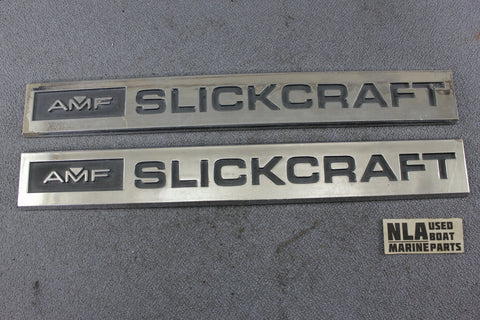 AMF SLICKCRAFT
AMF SLICKCRAFT
NLA USED
BOAT
MARINE PARTS